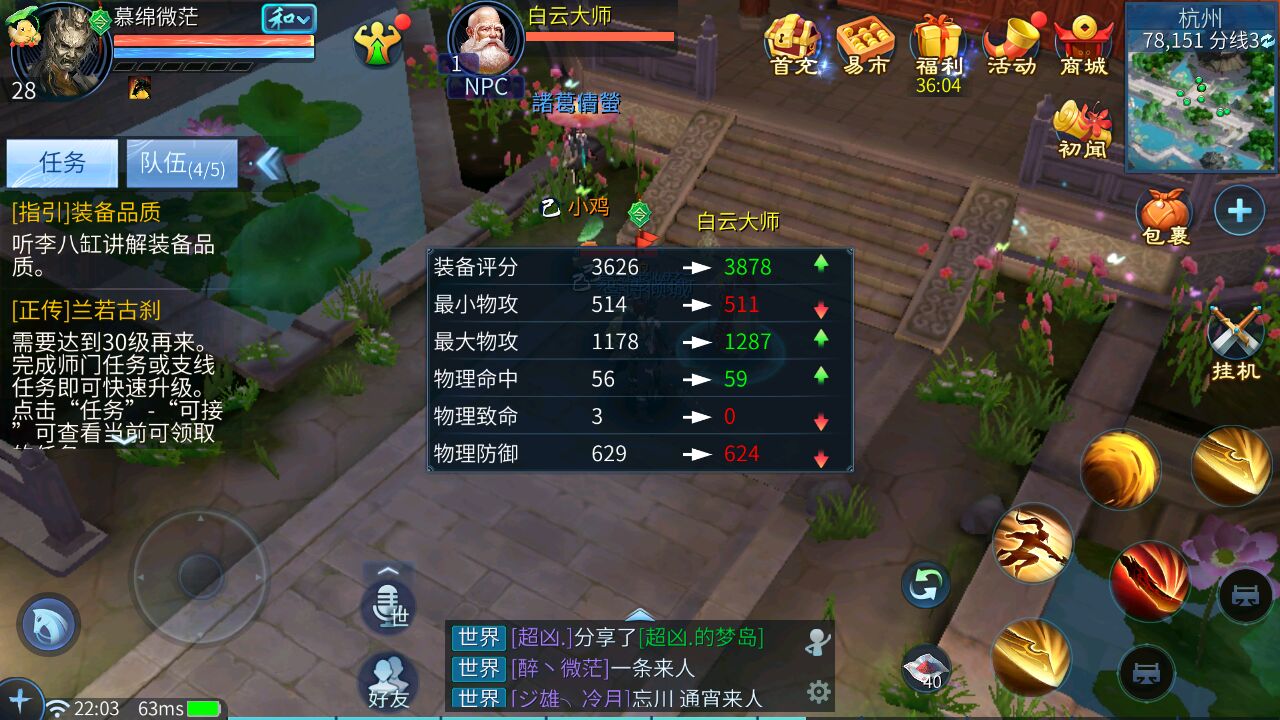 慕绵微茫
和
28
1
NPC
白云大师
首充
易市
福利
36:04
活动
商城
杭州
78,151 分线3
初闻
包裹
挂机
任务
队伍(4/5)
[指引]装备品质
听李八缸讲解装备品
质。
[正传]兰若古刹
需要达到30级再来。
完成师门任务或支线
任务即可快速升级。
点击“任务”-“可接
”可查看当前可领取
諸葛倩螢
己 小鸡
白云大师
装备评分 3626 3878
最小物攻 514 511
最大物攻 1178 1287
物理命中 56 59
物理致命 3 0
物理防御 629 624
世
好友
世界 [超凶.]分享了[超凶.的梦岛]
世界 [醉丶微茫]一条来人
世界 [ジ雄╮冷月]忘川 通宵来人
40
22:03 63ms